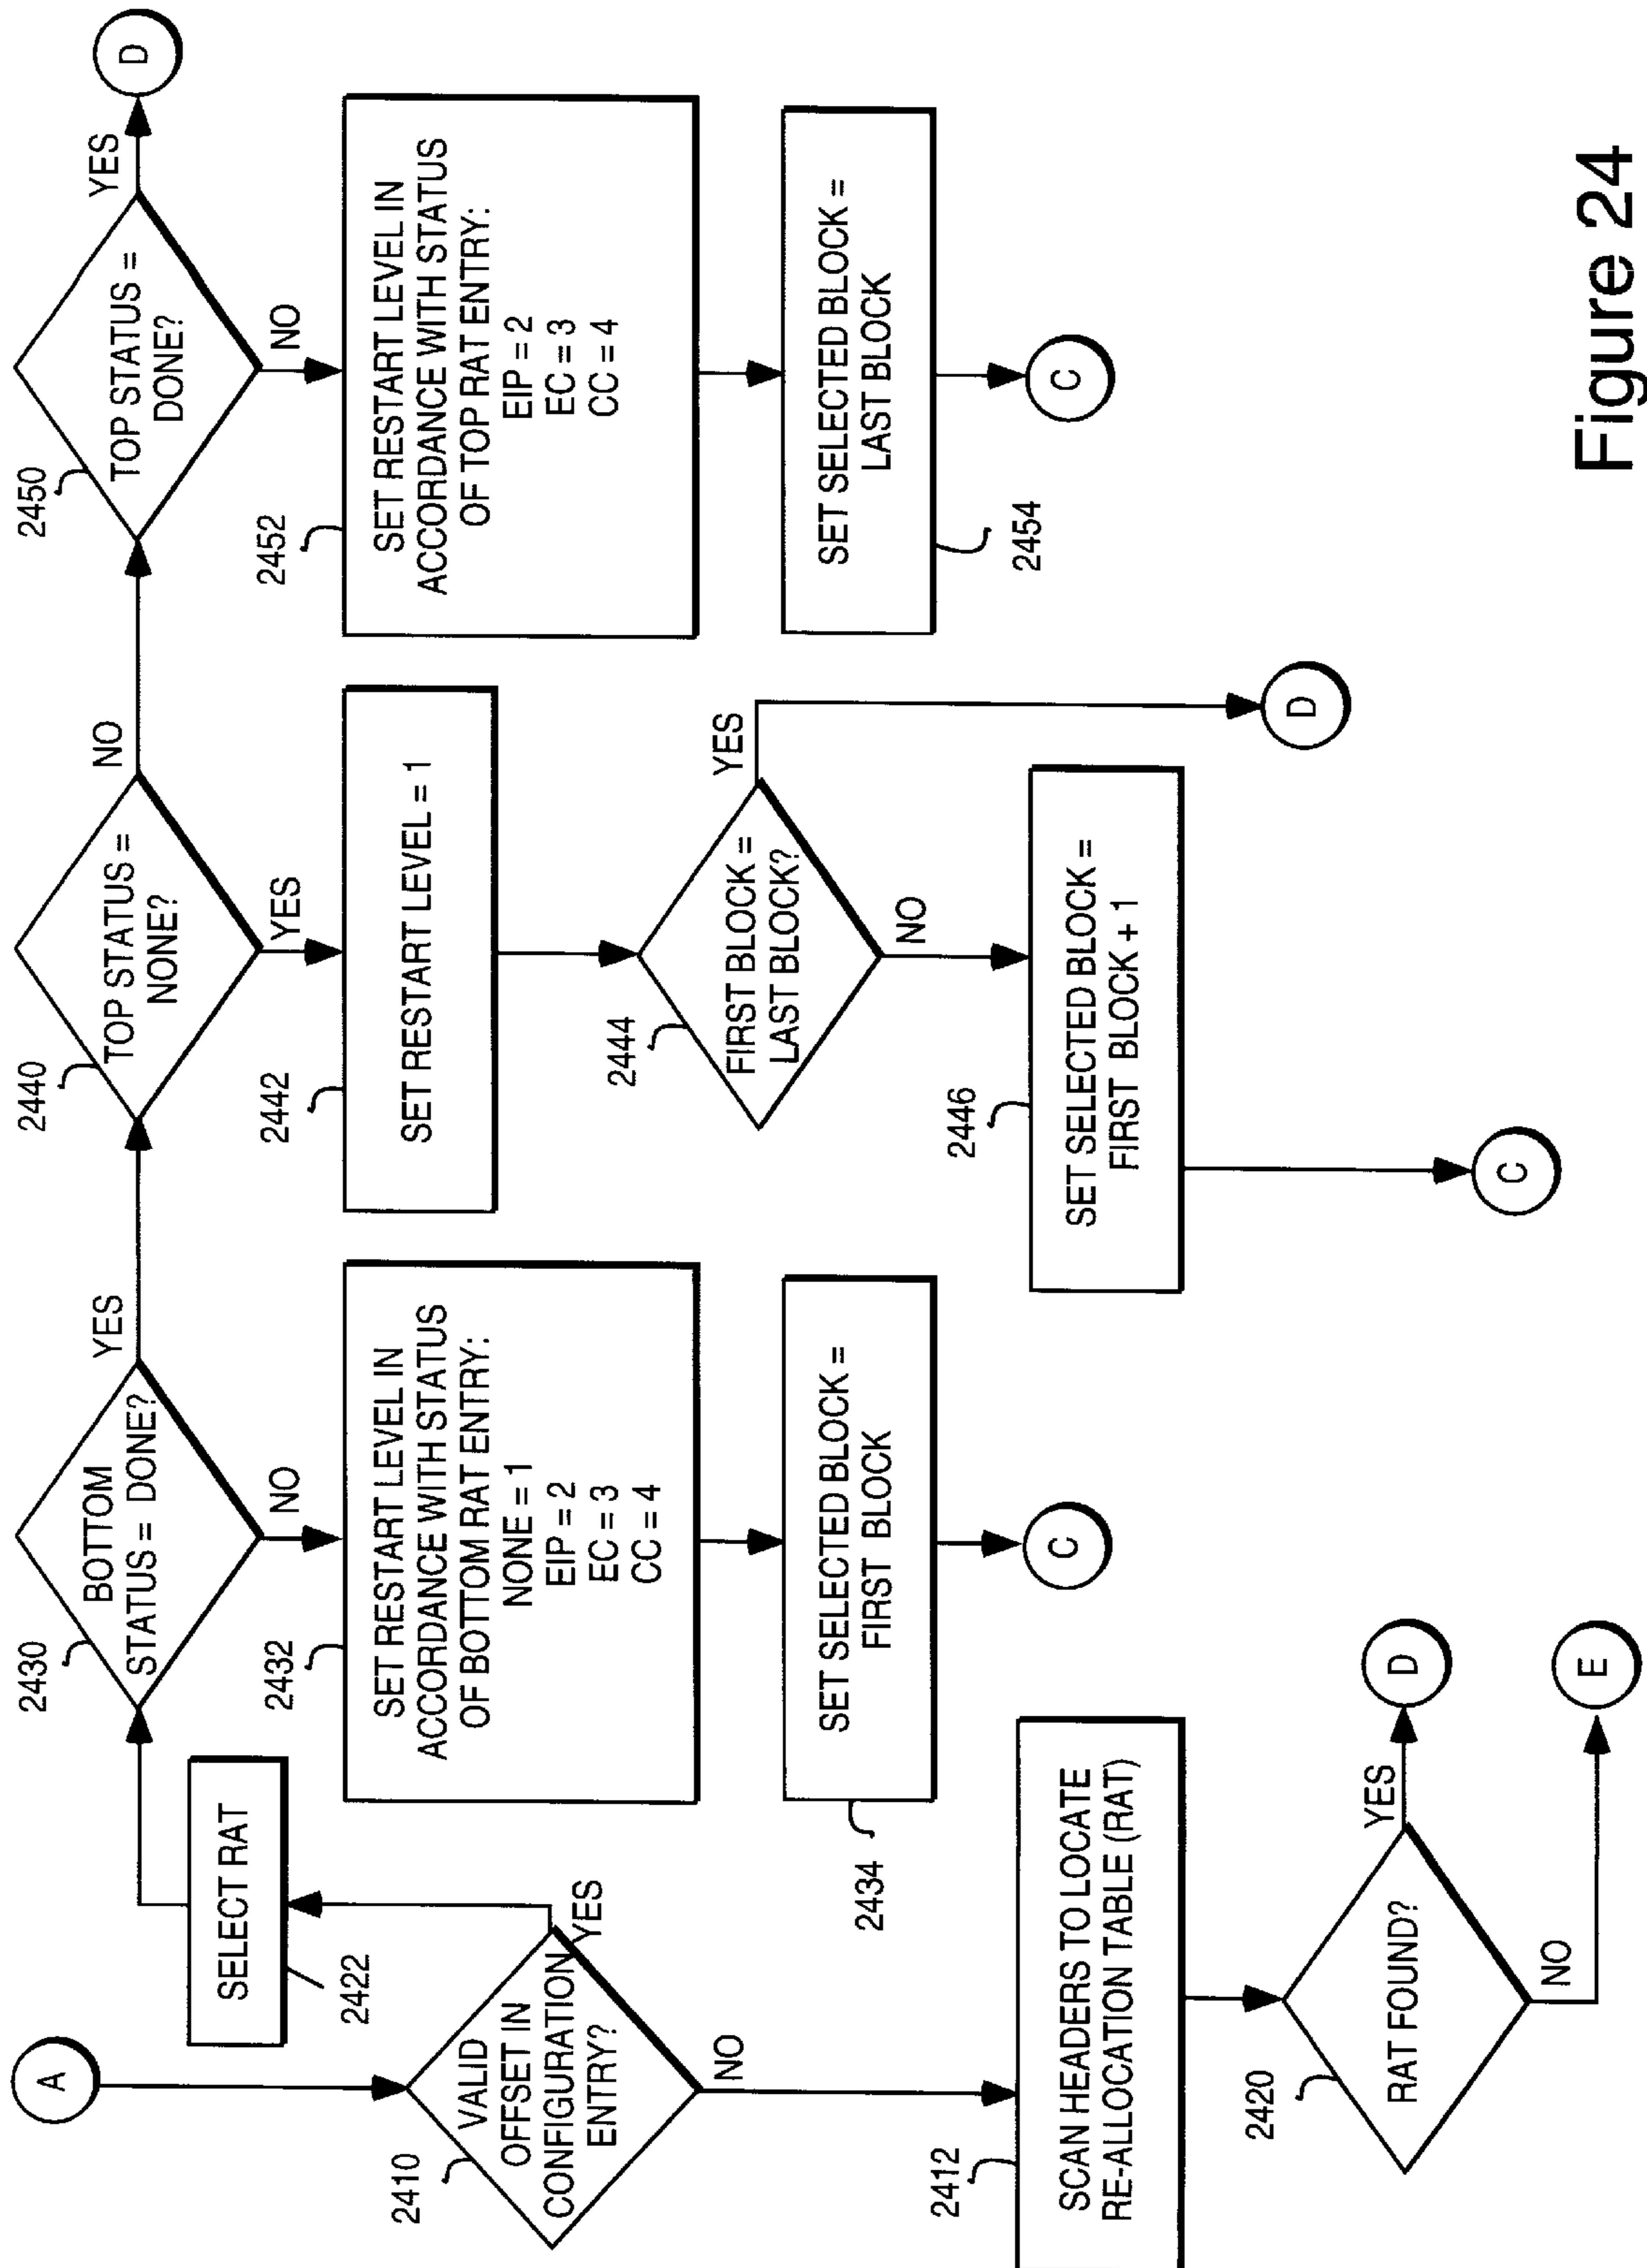 A
2410
VALID
OFFSET IN
CONFIGURATION
ENTRY?
YES
NO
2422
SELECT RAT
2412
SCAN HEADERS TO LOCATE
RE-ALLOCATION TABLE (RAT)
2420
RAT FOUND?
YES
D
NO
E
2430
BOTTOM
STATUS = DONE?
YES
NO
2432
SET RESTART LEVEL IN
ACCORDANCE WITH STATUS
OF BOTTOM RAT ENTRY:
NONE = 1
EIP = 2
EC = 3
CC = 4
2434
SET SELECTED BLOCK =
FIRST BLOCK
C
2440
TOP STATUS =
NONE?
NO
YES
2442
SET RESTART LEVEL = 1
2444
FIRST BLOCK =
LAST BLOCK?
YES
D
NO
2446
SET SELECTED BLOCK =
FIRST BLOCK + 1
C
2450
TOP STATUS =
DONE?
YES
D
NO
2452
SET RESTART LEVEL IN
ACCORDANCE WITH STATUS
OF TOP RAT ENTRY:
EIP = 2
EC = 3
CC = 4
2454
SET SELECTED BLOCK =
LAST BLOCK
C
Figure 24